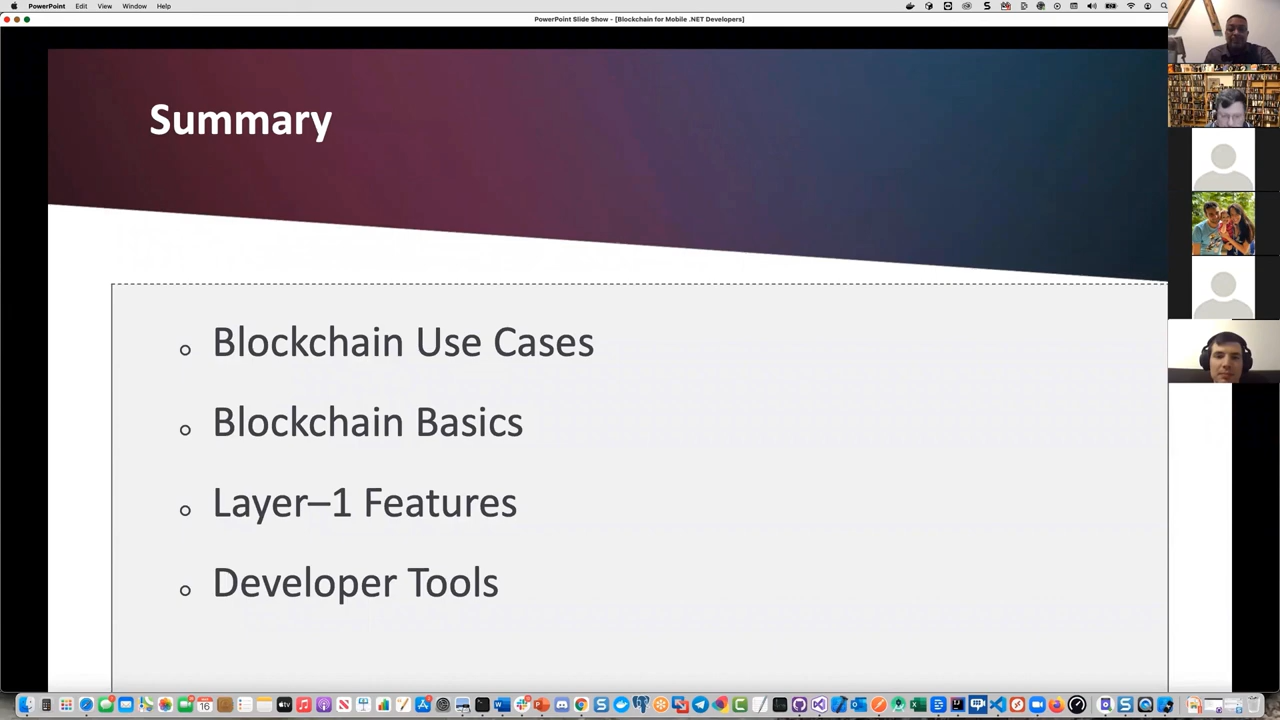 PowerPoint File Edit View Window Help
PowerPoint Slide Show - [Blockchain for Mobile .NET Developers]
Summary
Blockchain Use Cases
Blockchain Basics
Layer–1 Features
Developer Tools